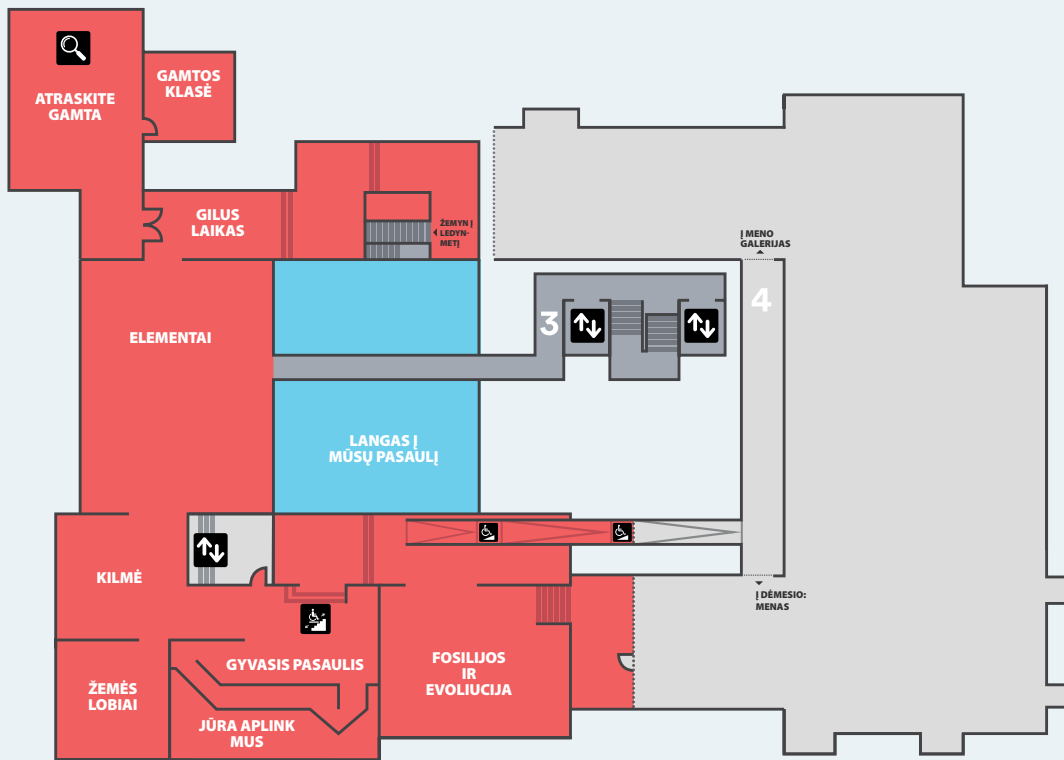 ATRASKITE
GAMTA
GAMTOS
KLASĖ
GILUS
LAIKAS
ŽEMYN Į
LEDYN-
METĮ
Į MENO
GALERIJAS
3
4
ELEMENTAI
LANGAS Į
MŪSŲ PASAULĮ
KILMĖ
Į DĖMESIO:
MENAS
GYVASIS PASAULIS
FOSILIJOS
IR
EVOLIUCIJA
ŽEMĖS
LOBIAI
JŪRA APLINK
MUS